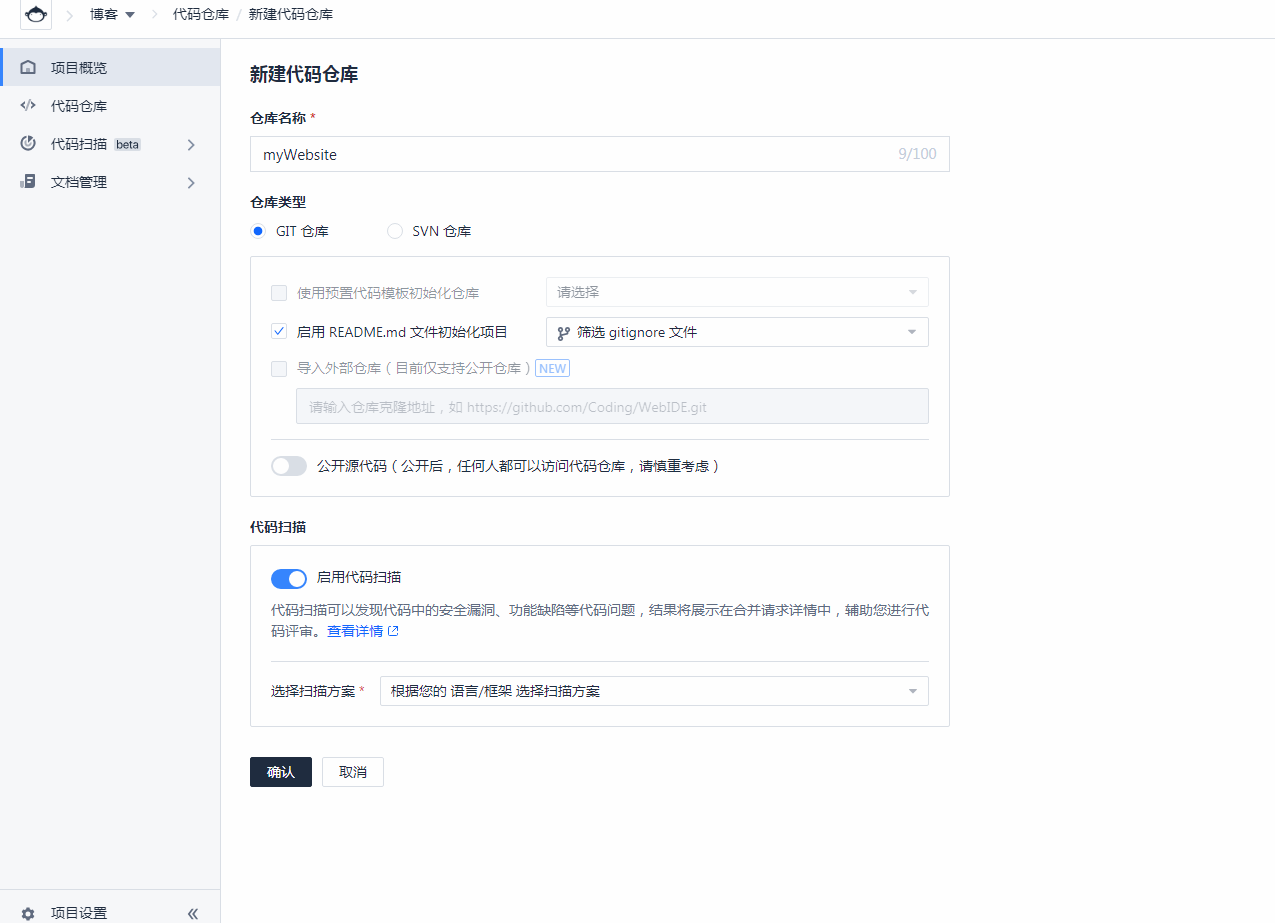 博客 代码仓库 / 新建代码仓库
项目概览
代码仓库
代码扫描 beta
文档管理
新建代码仓库
仓库名称 *
myWebsite 9/100
仓库类型
GIT 仓库 SVN 仓库
使用预置代码模板初始化仓库 请选择
启用 README.md 文件初始化项目 筛选 gitignore 文件
导入外部仓库（目前仅支持公开仓库） NEW
请输入仓库克隆地址，如 https://github.com/Coding/WebIDE.git
公开源代码（公开后，任何人都可以访问代码仓库，请慎重考虑）
代码扫描
启用代码扫描
代码扫描可以发现代码中的安全漏洞、功能缺陷等代码问题，结果将展示在合并请求详情中，辅助您进行代
码评审。查看详情
选择扫描方案 * 根据您的 语言/框架 选择扫描方案
确认 取消
项目设置